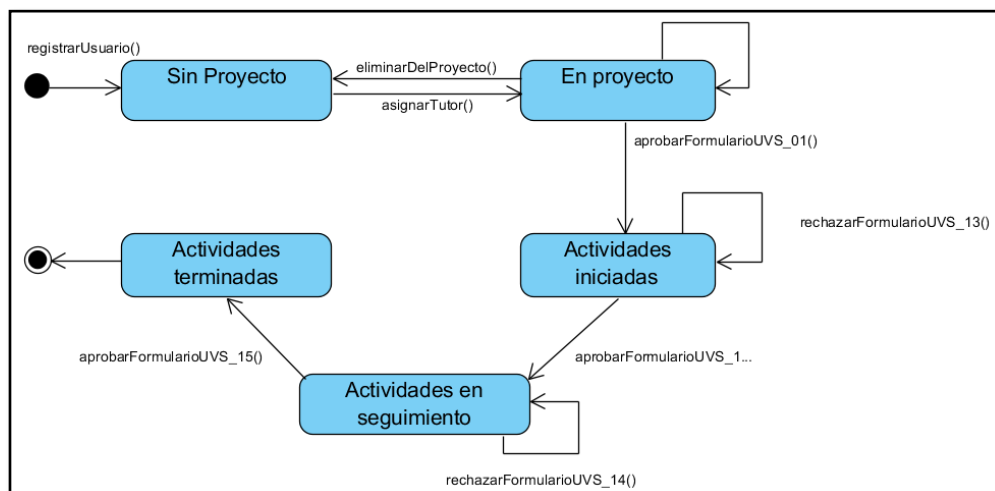 registrarUsuario()
Sin Proyecto
eliminarDelProyecto()
asignarTutor()
En proyecto
aprobarFormularioUVS_01()
rechazarFormularioUVS_13()
Actividades
terminadas
Actividades
iniciadas
aprobarFormularioUVS_15()
aprobarFormularioUVS_1...
Actividades en
seguimiento
rechazarFormularioUVS_14()